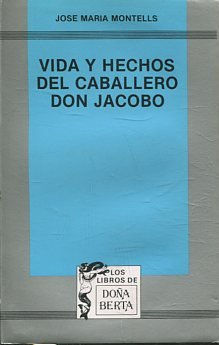 JOSE MARIA MONTELLS
VIDA Y HECHOS
DEL CABALLERO
DON JACOBO
LOS
LIBROS DE
DOÑA
BERTA